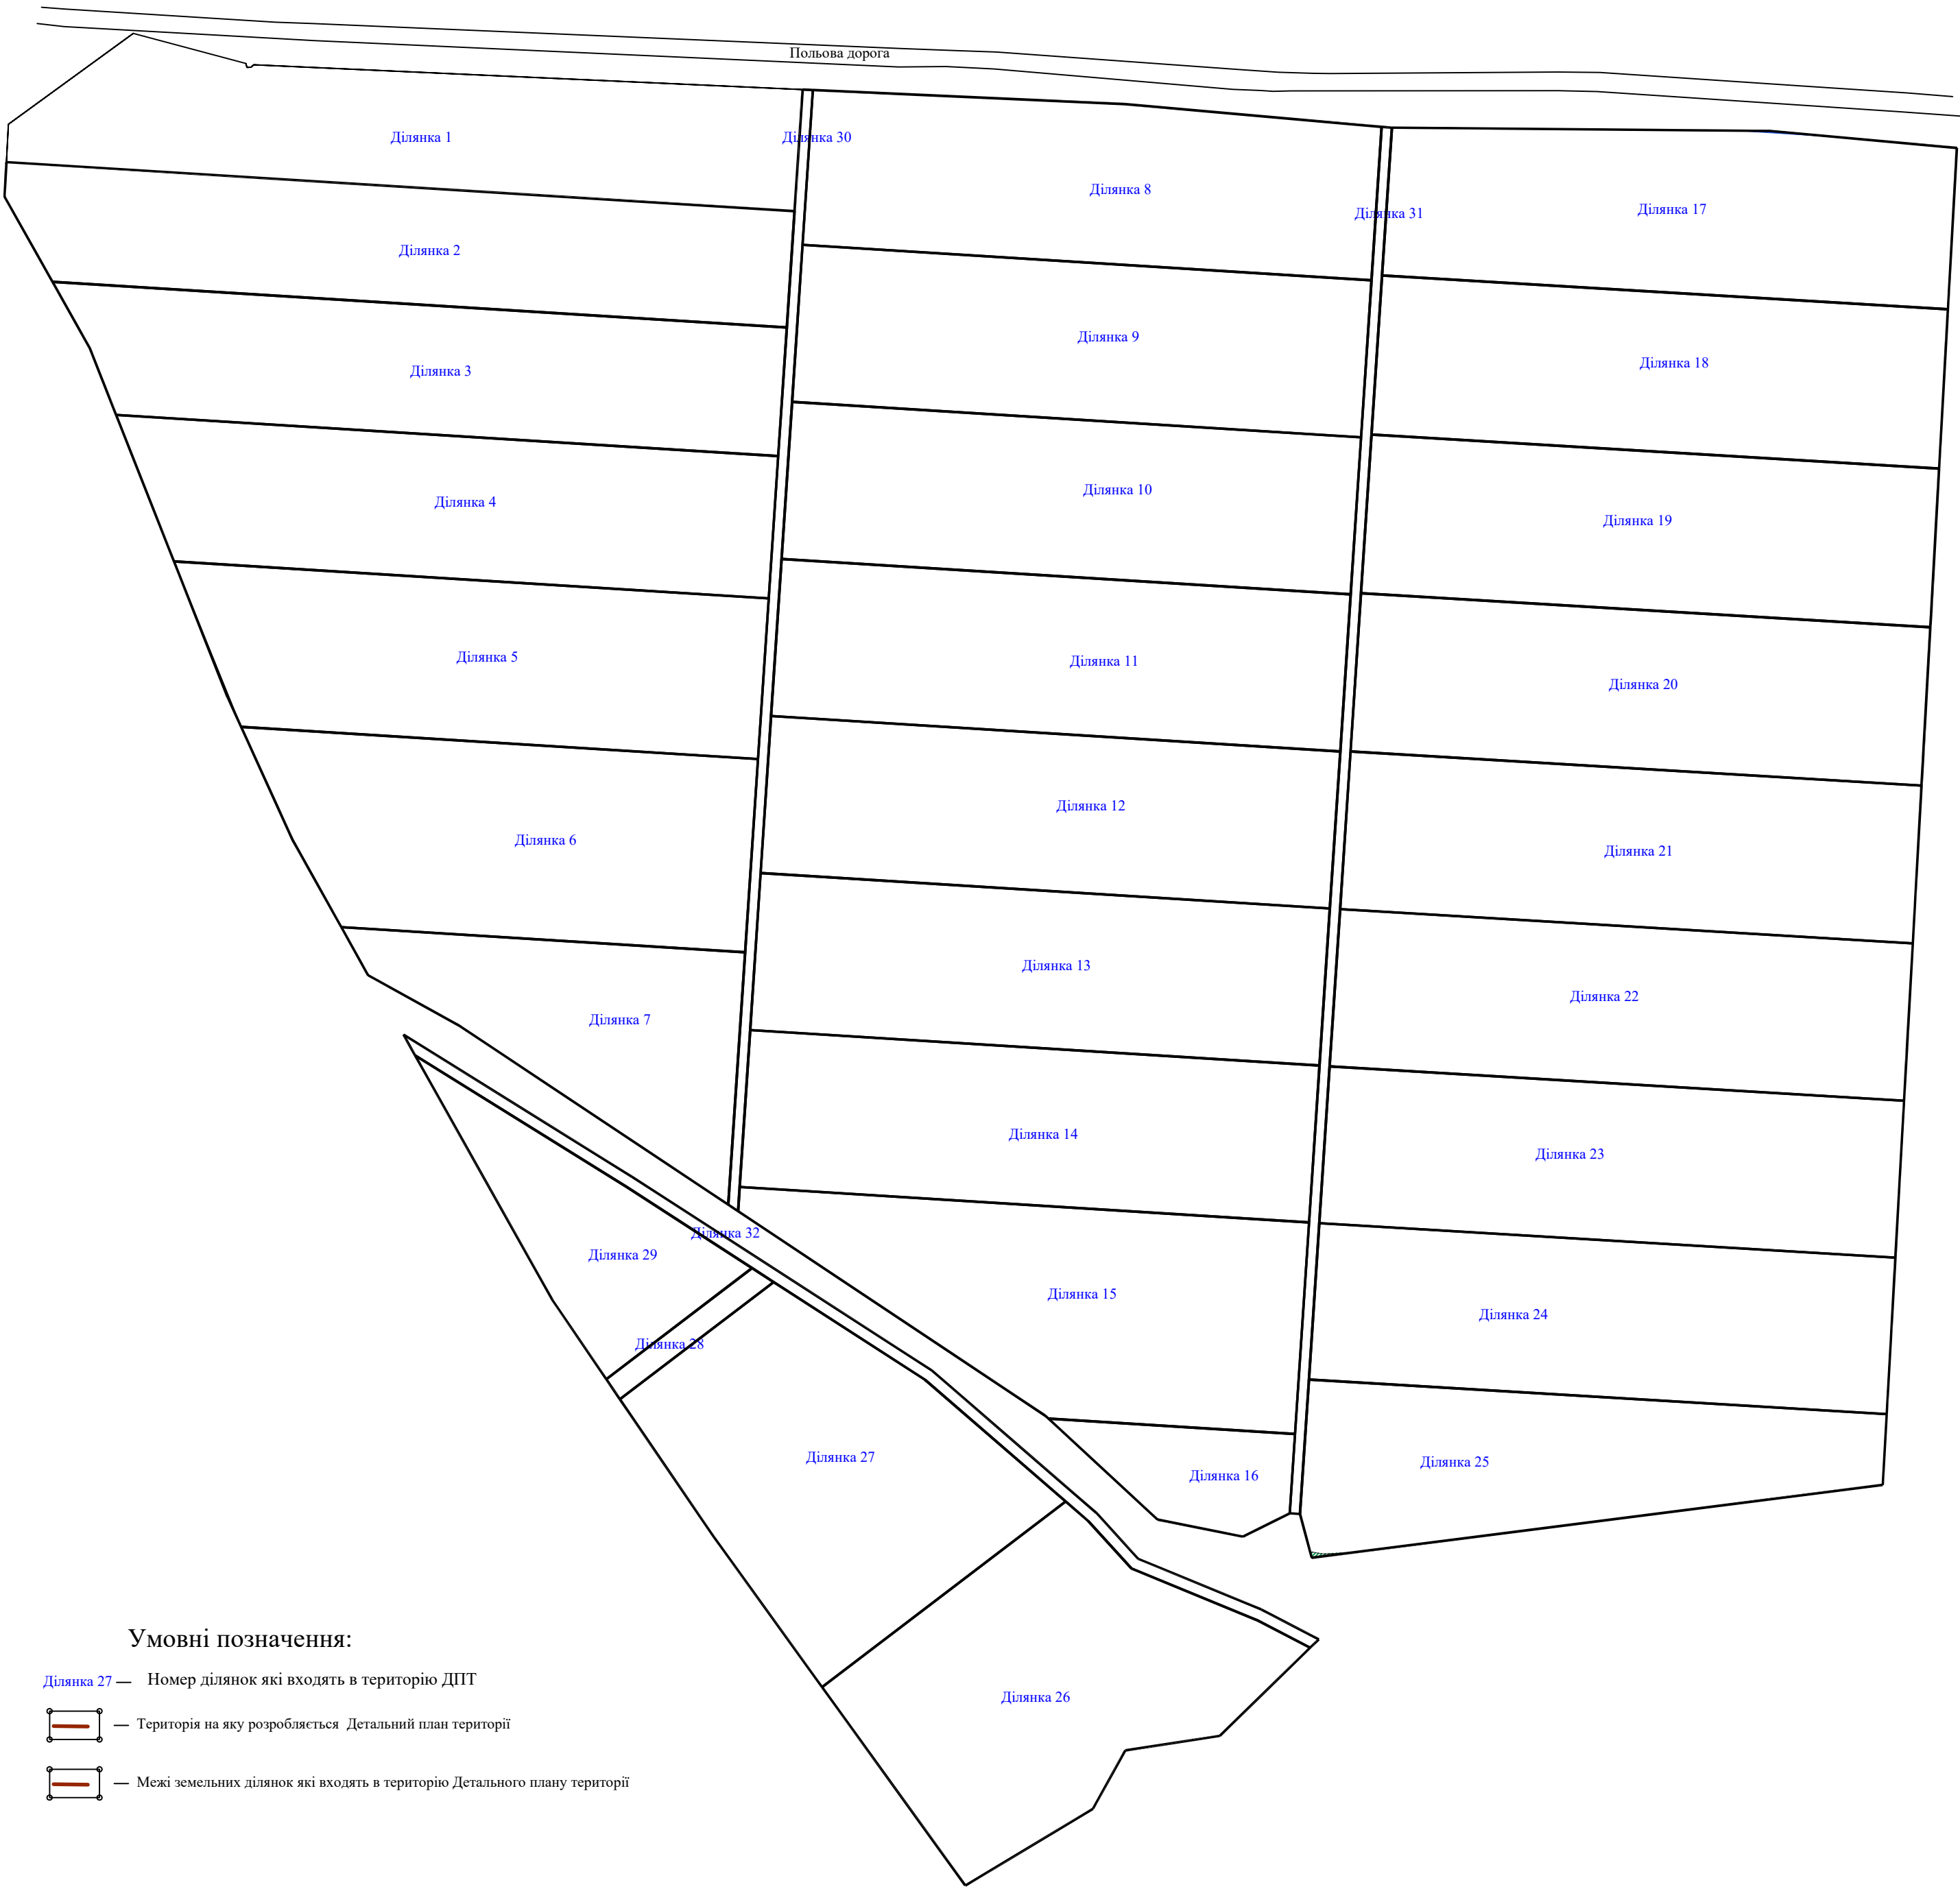 Польова дорога
Ділянка 1
Ділянка 30
Ділянка 8
Ділянка 31
Ділянка 17
Ділянка 2
Ділянка 9
Ділянка 18
Ділянка 3
Ділянка 10
Ділянка 19
Ділянка 4
Ділянка 11
Ділянка 20
Ділянка 5
Ділянка 12
Ділянка 21
Ділянка 6
Ділянка 13
Ділянка 22
Ділянка 7
Ділянка 14
Ділянка 23
Ділянка 32
Ділянка 29
Ділянка 15
Ділянка 24
Ділянка 28
Ділянка 27
Ділянка 16
Ділянка 25
Ділянка 26
Умовні позначення:
Ділянка 27 — Номер ділянок які входять в територію ДПТ
— Територія на яку розробляється Детальний план території
— Межі земельних ділянок які входять в територію Детального плану території